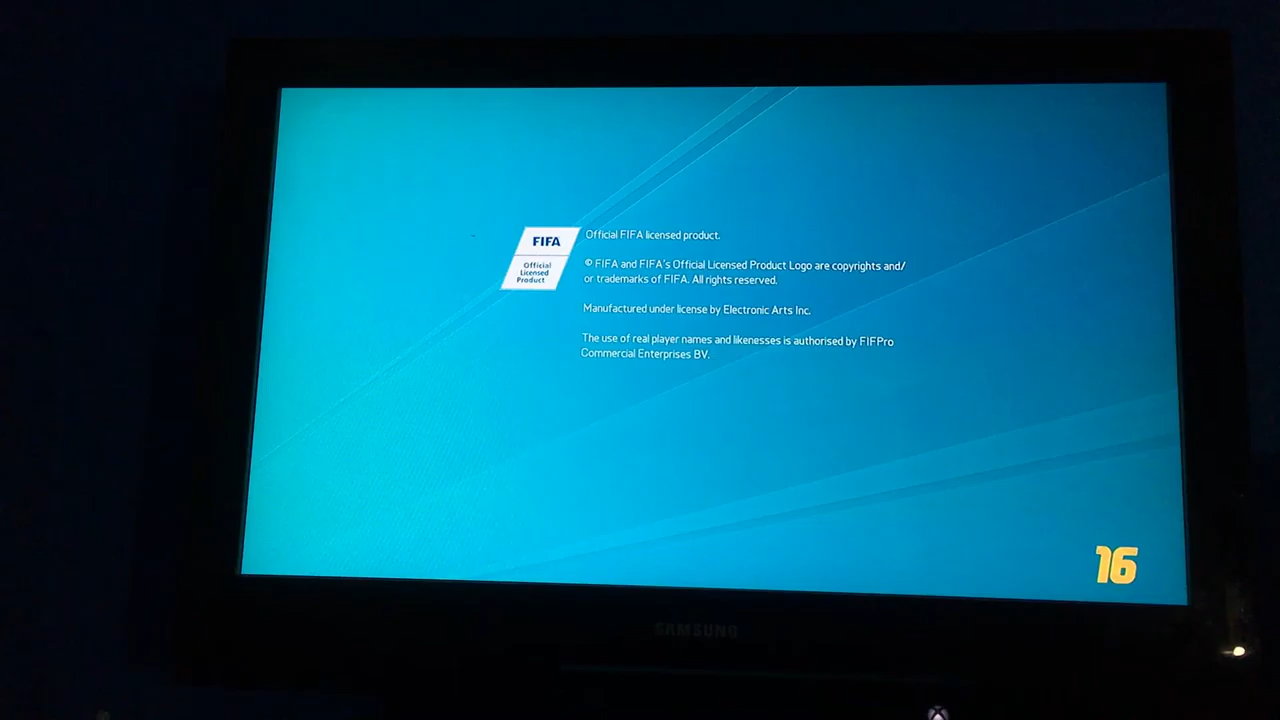 FIFA
Official
Licensed
Product
Official FIFA licensed product.
© FIFA and FIFA's Official Licensed Product Logo are copyrights and/
or trademarks of FIFA. All rights reserved.
Manufactured under license by Electronic Arts Inc.
The use of real player names and likenesses is authorised by FIFPro
Commercial Enterprises BV.
16
SAMSUNG